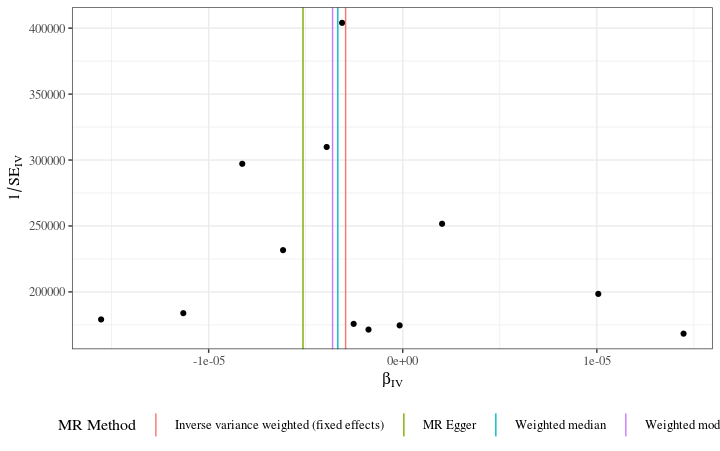 400000
350000
300000
250000
200000
1/SE_IV
-1e-05 0e+00 1e-05
β_IV
MR Method Inverse variance weighted (fixed effects) MR Egger Weighted median Weighted mod